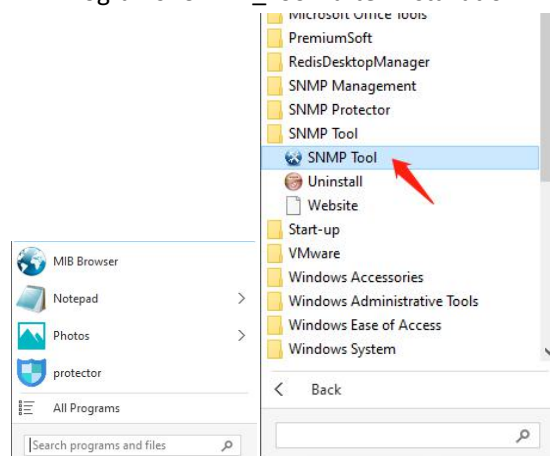 Microsoft Office Tools
PremiumSoft
RedisDesktopManager
SNMP Management
SNMP Protector
SNMP Tool
SNMP Tool
Uninstall
Website
Start-up
VMware
Windows Accessories
Windows Administrative Tools
Windows Ease of Access
Windows System
Back
MIB Browser
Notepad
Photos
protector
All Programs
Search programs and files